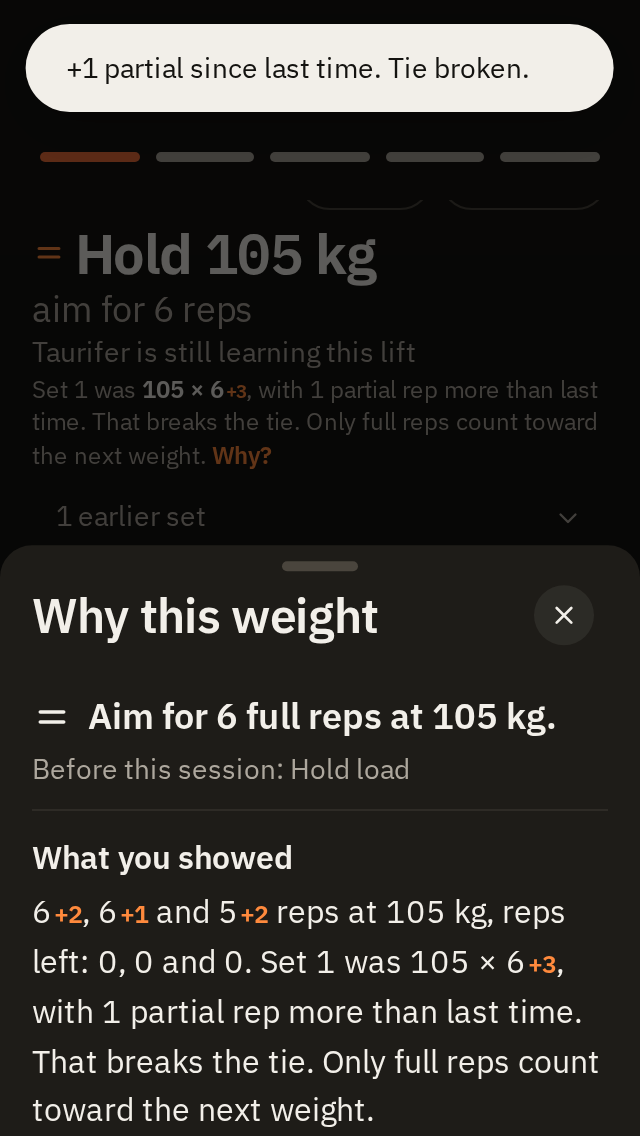 +1 partial since last time. Tie broken.
= Hold 105 kg
aim for 6 reps
Taurifer is still learning this lift
Set 1 was 105 × 6 +3, with 1 partial rep more than last
time. That breaks the tie. Only full reps count toward
the next weight. Why?
1 earlier set
Why this weight
= Aim for 6 full reps at 105 kg.
Before this session: Hold load
What you showed
6 +2, 6 +1 and 5 +2 reps at 105 kg, reps
left: 0, 0 and 0. Set 1 was 105 × 6 +3,
with 1 partial rep more than last time.
That breaks the tie. Only full reps count
toward the next weight.